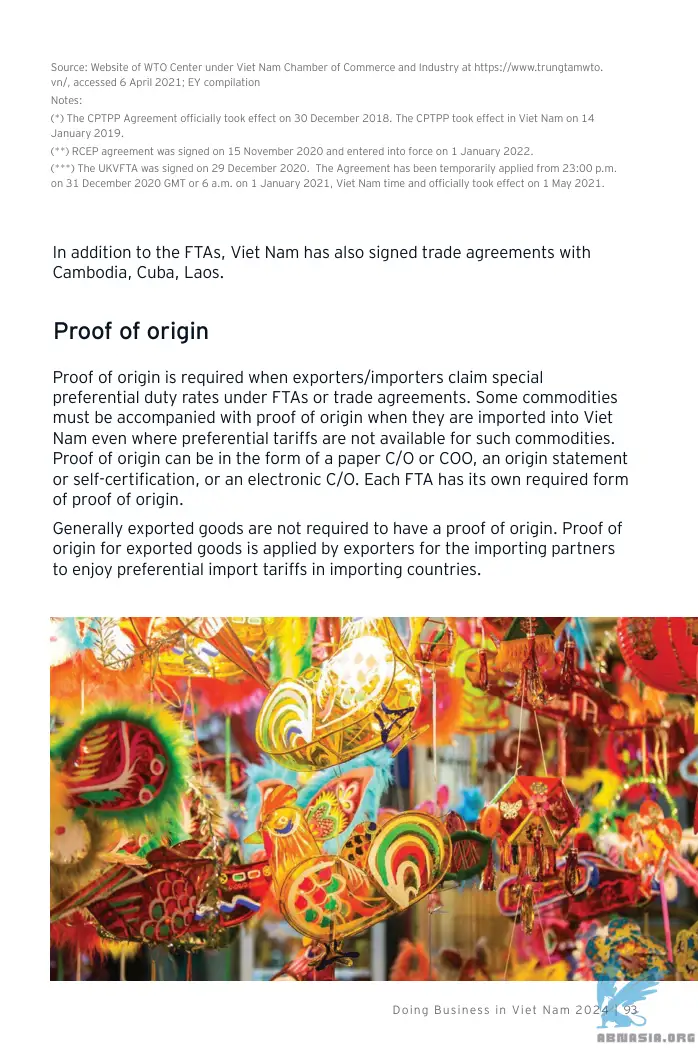 Source: Website of WTO Center under Viet Nam Chamber of Commerce and Industry at https://www.trungtamwto.
vn/, accessed 6 April 2021; EY compilation
Notes:
(*) The CPTPP Agreement officially took effect on 30 December 2018. The CPTPP took effect in Viet Nam on 14
January 2019.
(**) RCEP agreement was signed on 15 November 2020 and entered into force on 1 January 2022.
(***) The UKVFTA was signed on 29 December 2020.  The Agreement has been temporarily applied from 23:00 p.m.
on 31 December 2020 GMT or 6 a.m. on 1 January 2021, Viet Nam time and officially took effect on 1 May 2021.
In addition to the FTAs, Viet Nam has also signed trade agreements with
Cambodia, Cuba, Laos.
Proof of origin
Proof of origin is required when exporters/importers claim special
preferential duty rates under FTAs or trade agreements. Some commodities
must be accompanied with proof of origin when they are imported into Viet
Nam even where preferential tariffs are not available for such commodities.
Proof of origin can be in the form of a paper C/O or COO, an origin statement
or self-certification, or an electronic C/O. Each FTA has its own required form
of proof of origin.
Generally exported goods are not required to have a proof of origin. Proof of
origin for exported goods is applied by exporters for the importing partners
to enjoy preferential import tariffs in importing countries.
Doing Business in Viet Nam 2024 | 93
ABNASIA.ORG